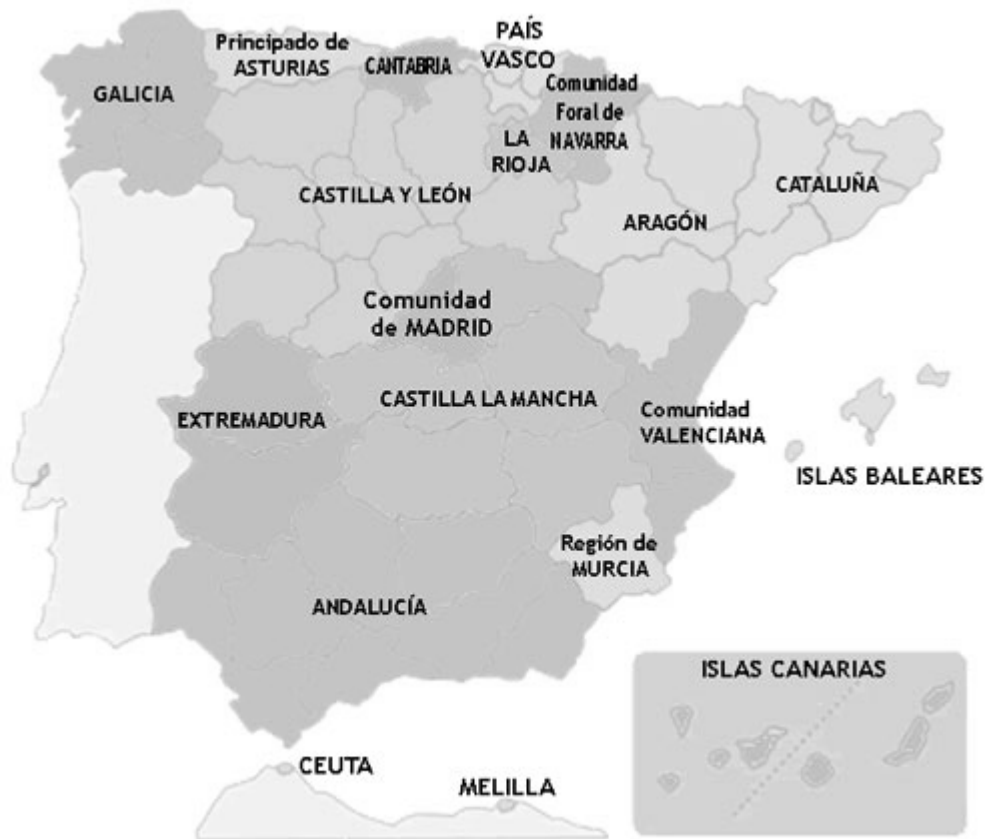 PAÍS
VASCO
Principado de
ASTURIAS
CANTABRIA
GALICIA
Comunidad
Foral de
NAVARRA
LA
RIOJA
CASTILLA Y LEÓN
CATALUÑA
ARAGÓN
Comunidad
de MADRID
CASTILLA LA MANCHA
EXTREMADURA
Comunidad
VALENCIANA
ISLAS BALEARES
Región de
MURCIA
ANDALUCÍA
ISLAS CANARIAS
CEUTA
MELILLA